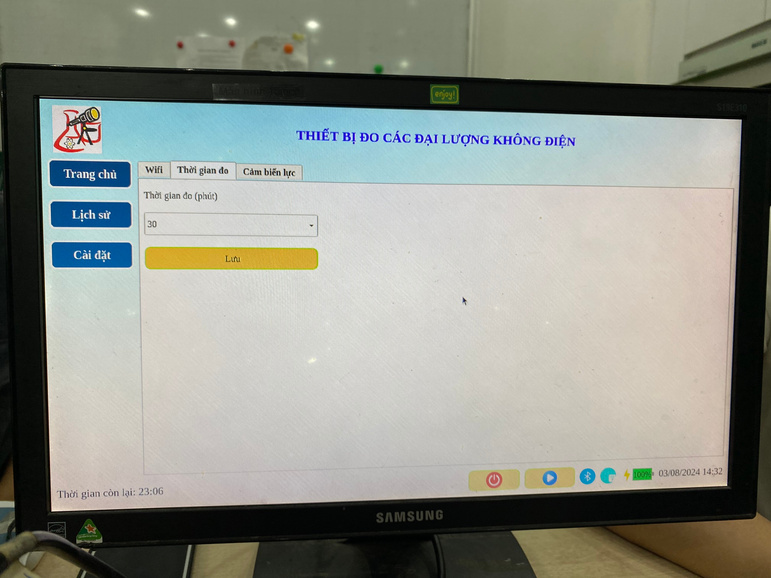 enjoy!
THIẾT BỊ ĐO CÁC ĐẠI LƯỢNG KHÔNG ĐIỆN
Trang chủ
Lịch sử
Cài đặt
Wifi Thời gian đo Cảm biến lực
Thời gian đo (phút)
30
Lưu
Thời gian còn lại: 23:06
100% 03/08/2024 14:32
SAMSUNG